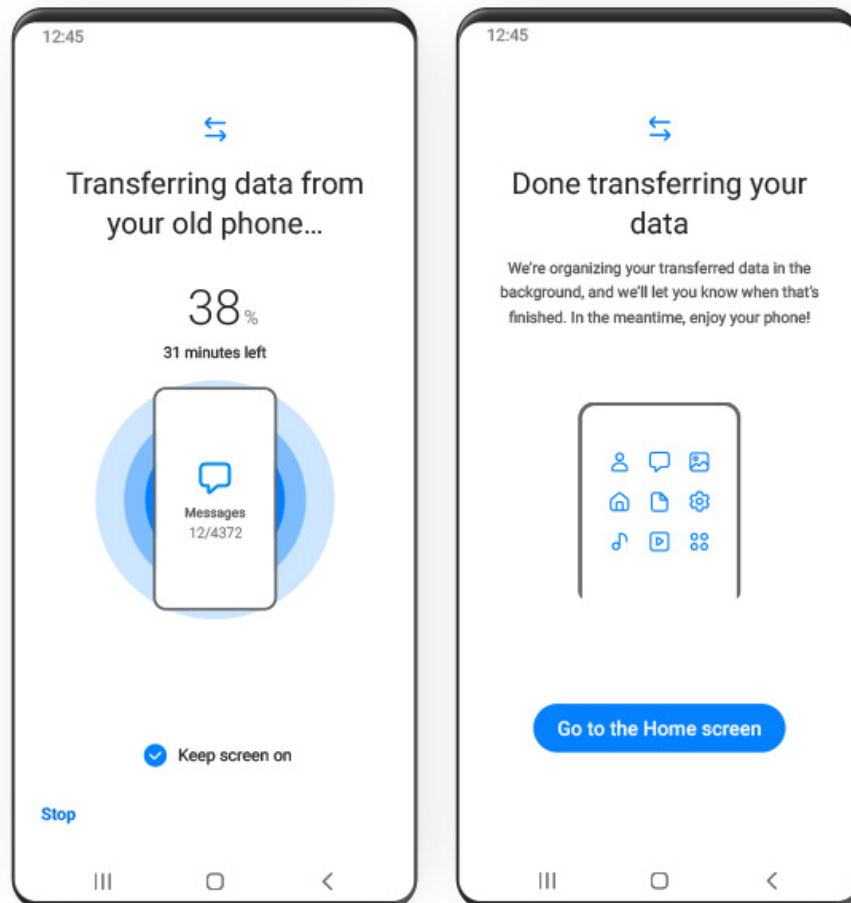 12:45
Transferring data from
your old phone...
38%
31 minutes left
Messages
12/4372
Keep screen on
Stop
12:45
Done transferring your
data
We're organizing your transferred data in the
background, and we'll let you know when that's
finished. In the meantime, enjoy your phone!
Go to the Home screen